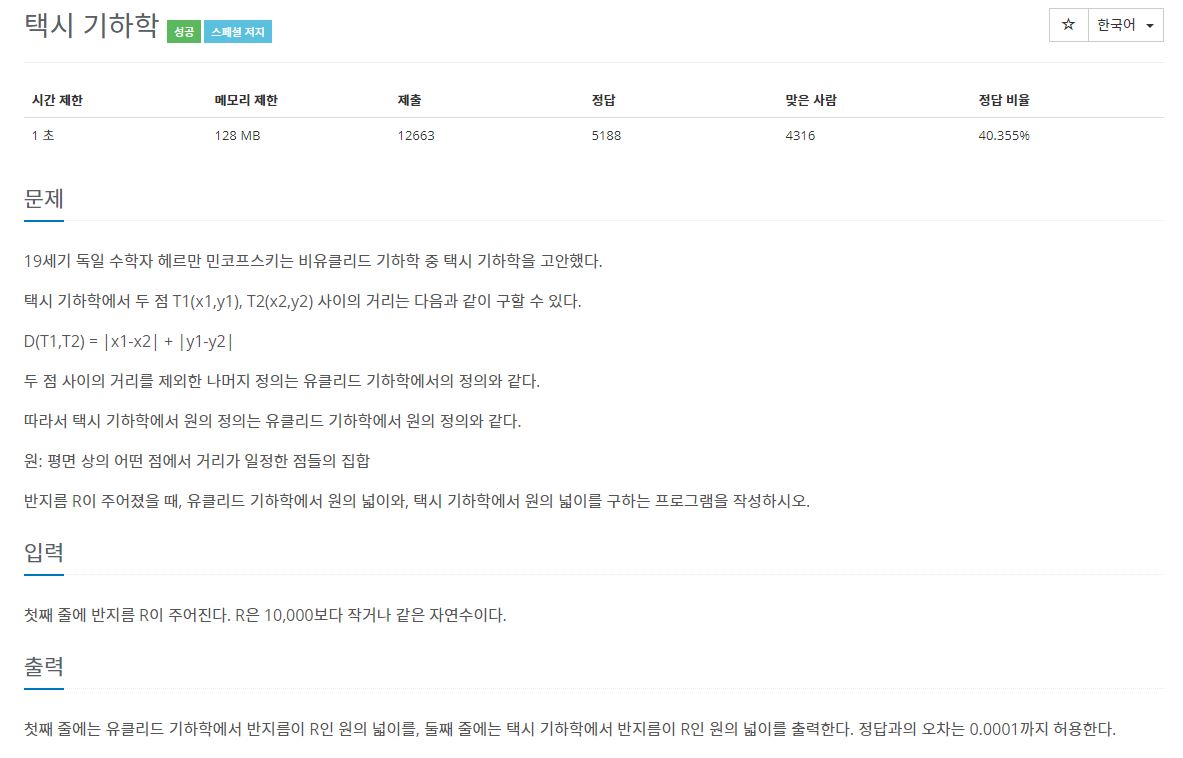 택시 기하학 성공 스페셜 저지 ☆ 한국어
시간 제한 메모리 제한 제출 정답 맞은 사람 정답 비율
1 초 128 MB 12663 5188 4316 40.355%
문제
19세기 독일 수학자 헤르만 민코프스키는 비유클리드 기하학 중 택시 기하학을 고안했다.
택시 기하학에서 두 점 T1(x1,y1), T2(x2,y2) 사이의 거리는 다음과 같이 구할 수 있다.
D(T1,T2) = |x1-x2| + |y1-y2|
두 점 사이의 거리를 제외한 나머지 정의는 유클리드 기하학에서의 정의와 같다.
따라서 택시 기하학에서 원의 정의는 유클리드 기하학에서 원의 정의와 같다.
원: 평면 상의 어떤 점에서 거리가 일정한 점들의 집합
반지름 R이 주어졌을 때, 유클리드 기하학에서 원의 넓이와, 택시 기하학에서 원의 넓이를 구하는 프로그램을 작성하시오.
입력
첫째 줄에 반지름 R이 주어진다. R은 10,000보다 작거나 같은 자연수이다.
출력
첫째 줄에는 유클리드 기하학에서 반지름이 R인 원의 넓이를, 둘째 줄에는 택시 기하학에서 반지름이 R인 원의 넓이를 출력한다. 정답과의 오차는 0.0001까지 허용한다.